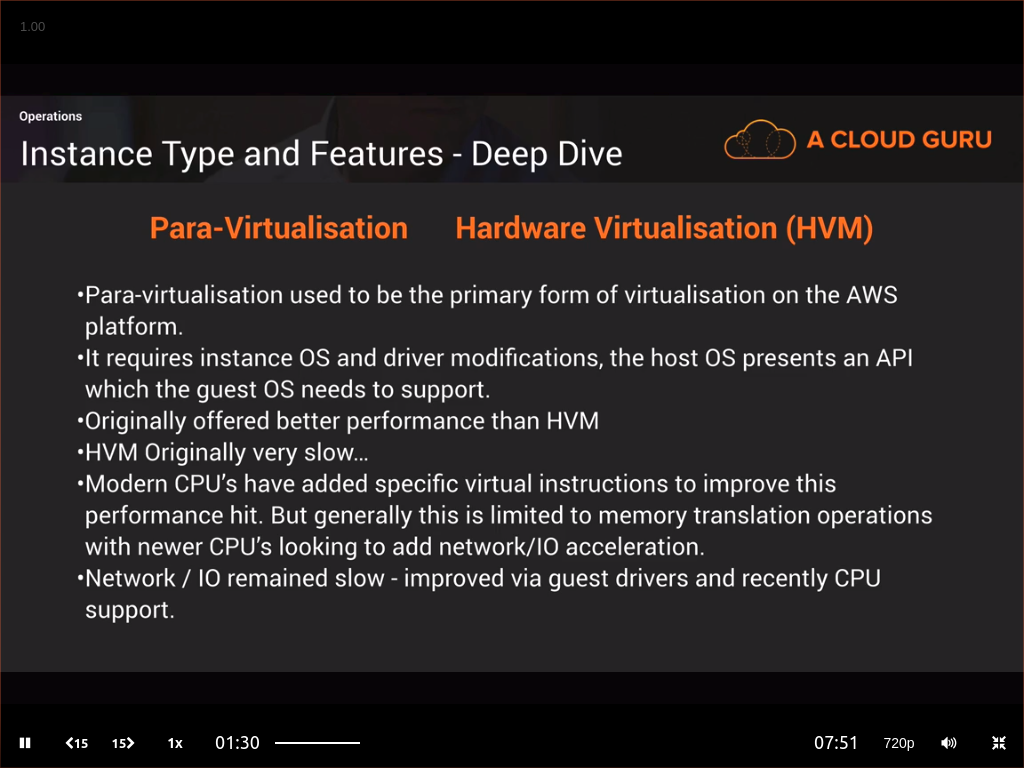 1.00
Operations
Instance Type and Features - Deep Dive
A CLOUD GURU
Para-Virtualisation Hardware Virtualisation (HVM)
•Para-virtualisation used to be the primary form of virtualisation on the AWS
platform.
•It requires instance OS and driver modifications, the host OS presents an API
which the guest OS needs to support.
•Originally offered better performance than HVM
•HVM Originally very slow…
•Modern CPU’s have added specific virtual instructions to improve this
performance hit. But generally this is limited to memory translation operations
with newer CPU’s looking to add network/IO acceleration.
•Network / IO remained slow - improved via guest drivers and recently CPU
support.
15 15 1x 01:30 07:51 720p